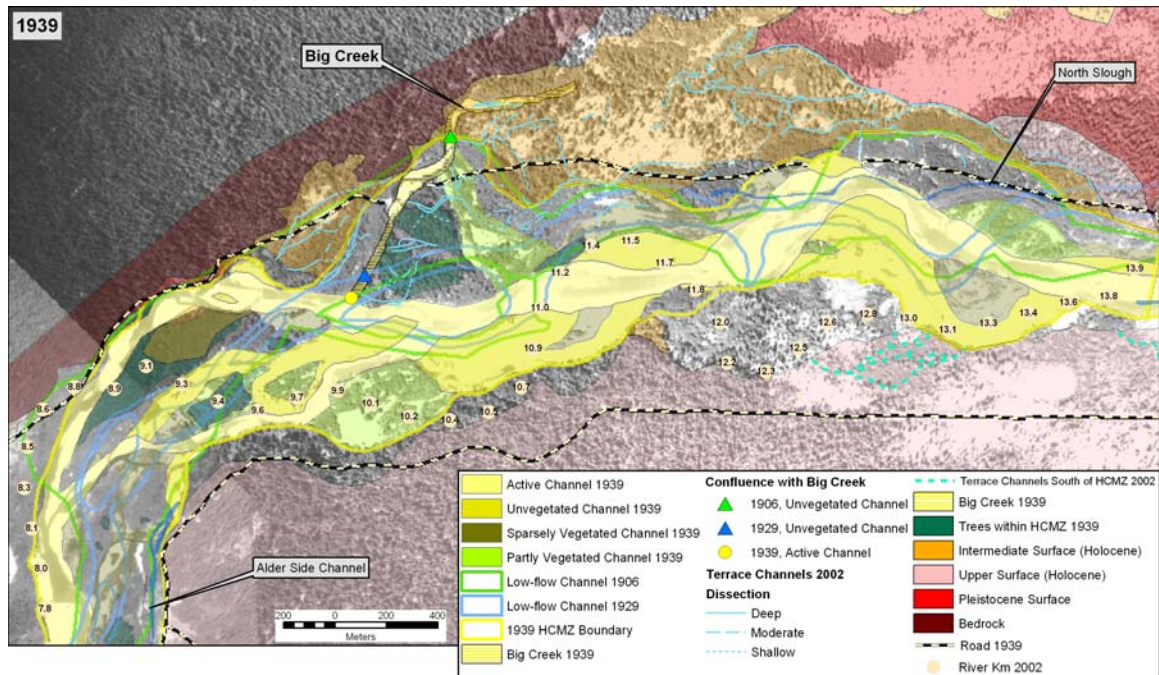 1939
Big Creek
North Slough
11.4
11.5
11.7
11.2
11.0
11.8
13.9
13.8
13.6
13.4
13.3
13.1
13.0
12.8
12.6
12.0
12.5
12.2
12.3
10.9
10.7
10.5
10.4
10.2
10.1
9.9
9.7
9.6
9.4
9.3
9.1
8.9
8.8
8.6
8.5
8.3
8.1
8.0
7.8
Alder Side Channel
200 0 200 400
Meters
Active Channel 1939
Unvegetated Channel 1939
Sparsely Vegetated Channel 1939
Partly Vegetated Channel 1939
Low-flow Channel 1906
Low-flow Channel 1929
1939 HCMZ Boundary
Big Creek 1939
Confluence with Big Creek
1906, Unvegetated Channel
1929, Unvegetated Channel
1939, Active Channel
Terrace Channels 2002
Dissection
Deep
Moderate
Shallow
Terrace Channels South of HCMZ 2002
Big Creek 1939
Trees within HCMZ 1939
Intermediate Surface (Holocene)
Upper Surface (Holocene)
Pleistocene Surface
Bedrock
Road 1939
River Km 2002